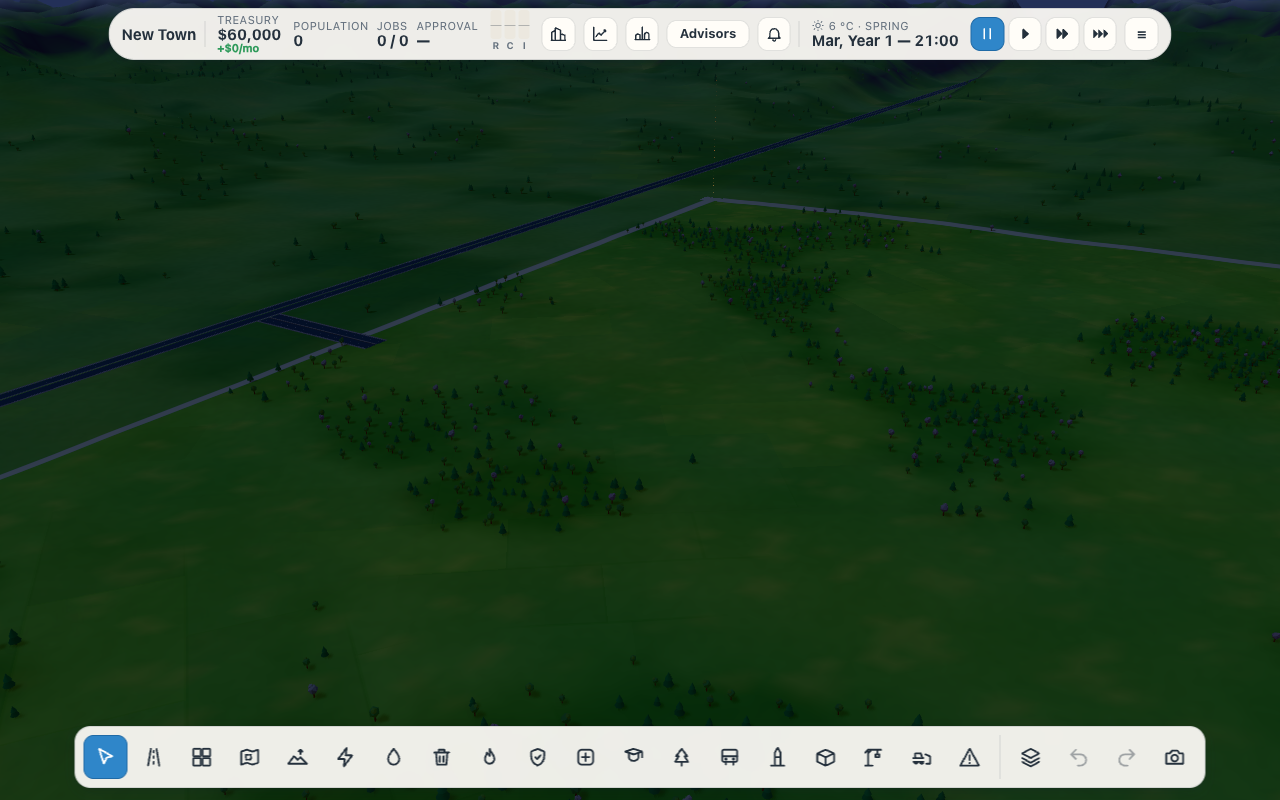 New Town
TREASURY
$60,000
+$0/mo
POPULATION
0
JOBS
0 / 0
APPROVAL
—
R C I
Advisors
6 °C · SPRING
Mar, Year 1 — 21:00